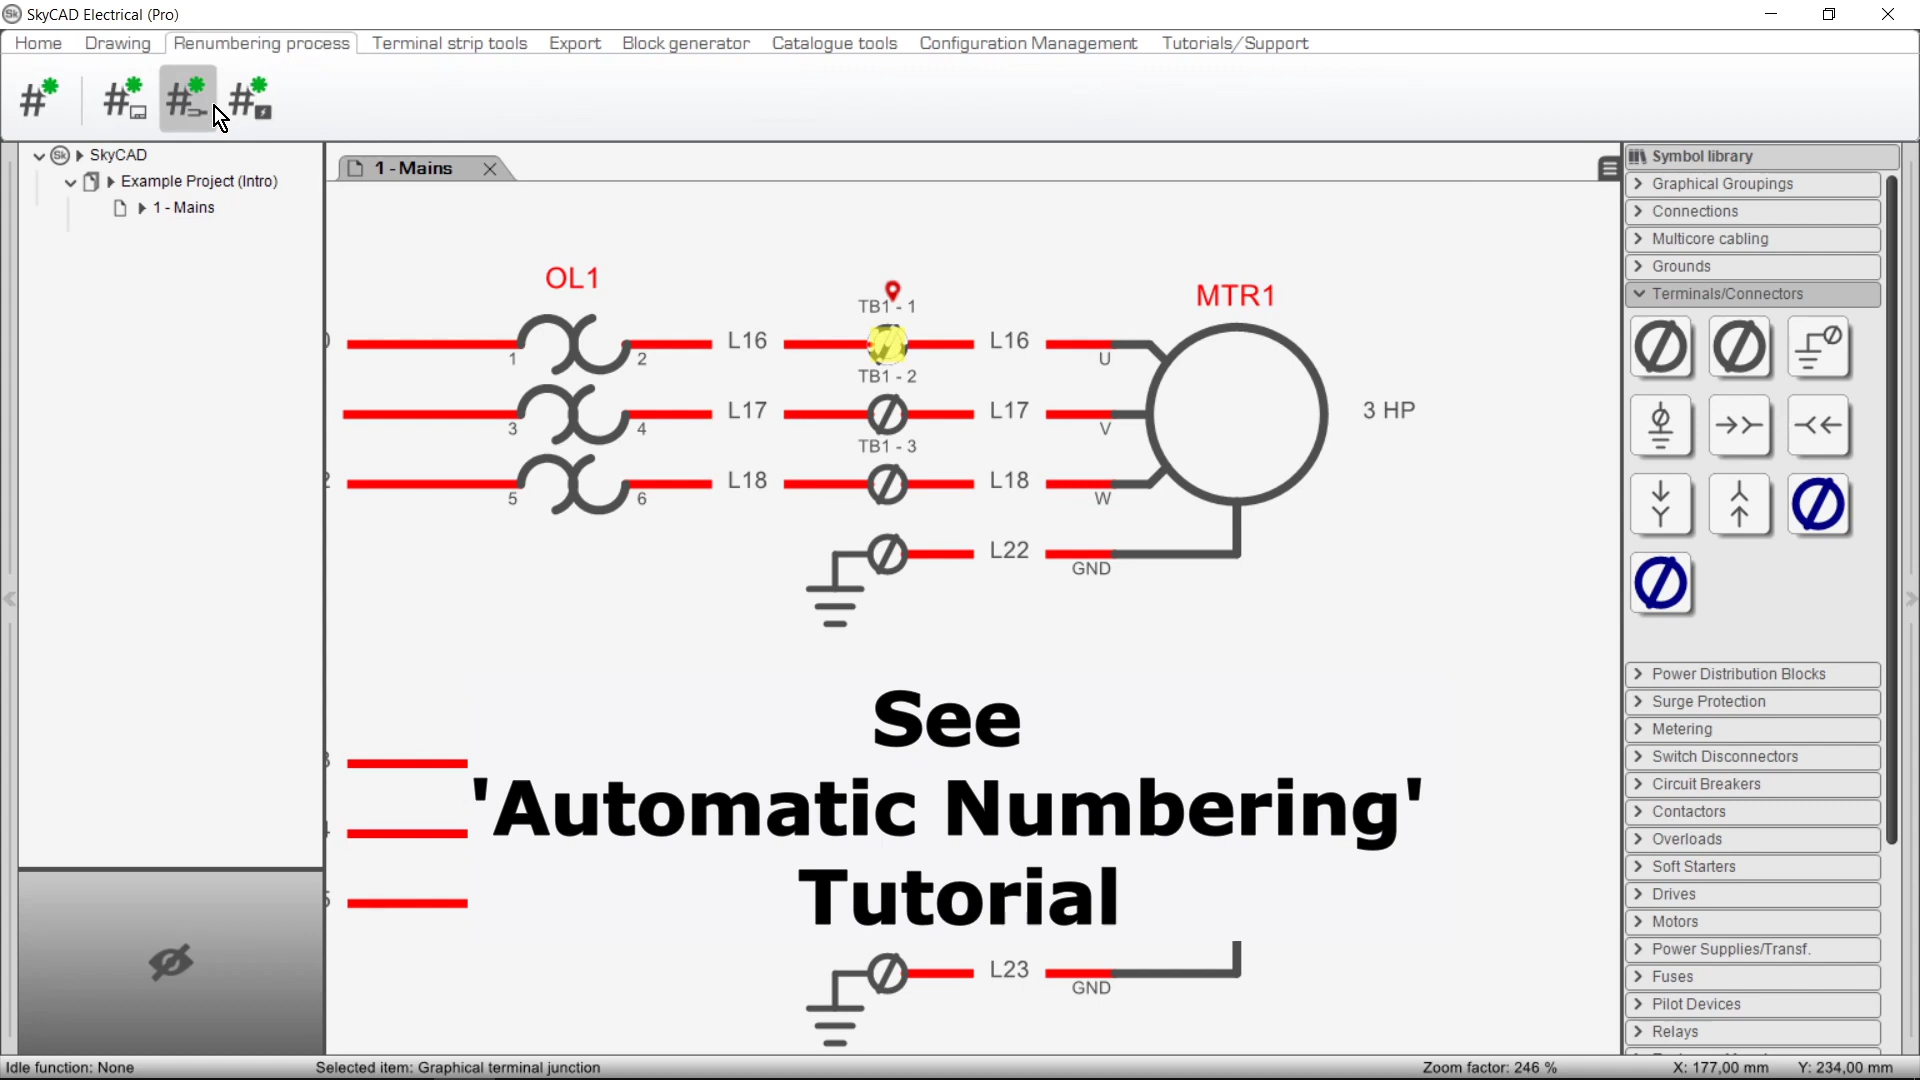 SkyCAD Electrical (Pro)
Home Drawing Renumbering process Terminal strip tools Export Block generator Catalogue tools Configuration Management Tutorials/Support
SkyCAD
Example Project (Intro)
1 - Mains
1 - Mains
OL1
TB1 - 1
MTR1
L16 L16
1 2 U
TB1 - 2
L17 L17 3 HP
3 4 V
TB1 - 3
L18 L18
5 6 W
L22
GND
See
'Automatic Numbering'
Tutorial
L23
GND
Symbol library
Graphical Groupings
Connections
Multicore cabling
Grounds
Terminals/Connectors
Power Distribution Blocks
Surge Protection
Metering
Switch Disconnectors
Circuit Breakers
Contactors
Overloads
Soft Starters
Drives
Motors
Power Supplies/Transf.
Fuses
Pilot Devices
Relays
Idle function: None Selected item: Graphical terminal junction Zoom factor: 246 % X: 177,00 mm Y: 234,00 mm